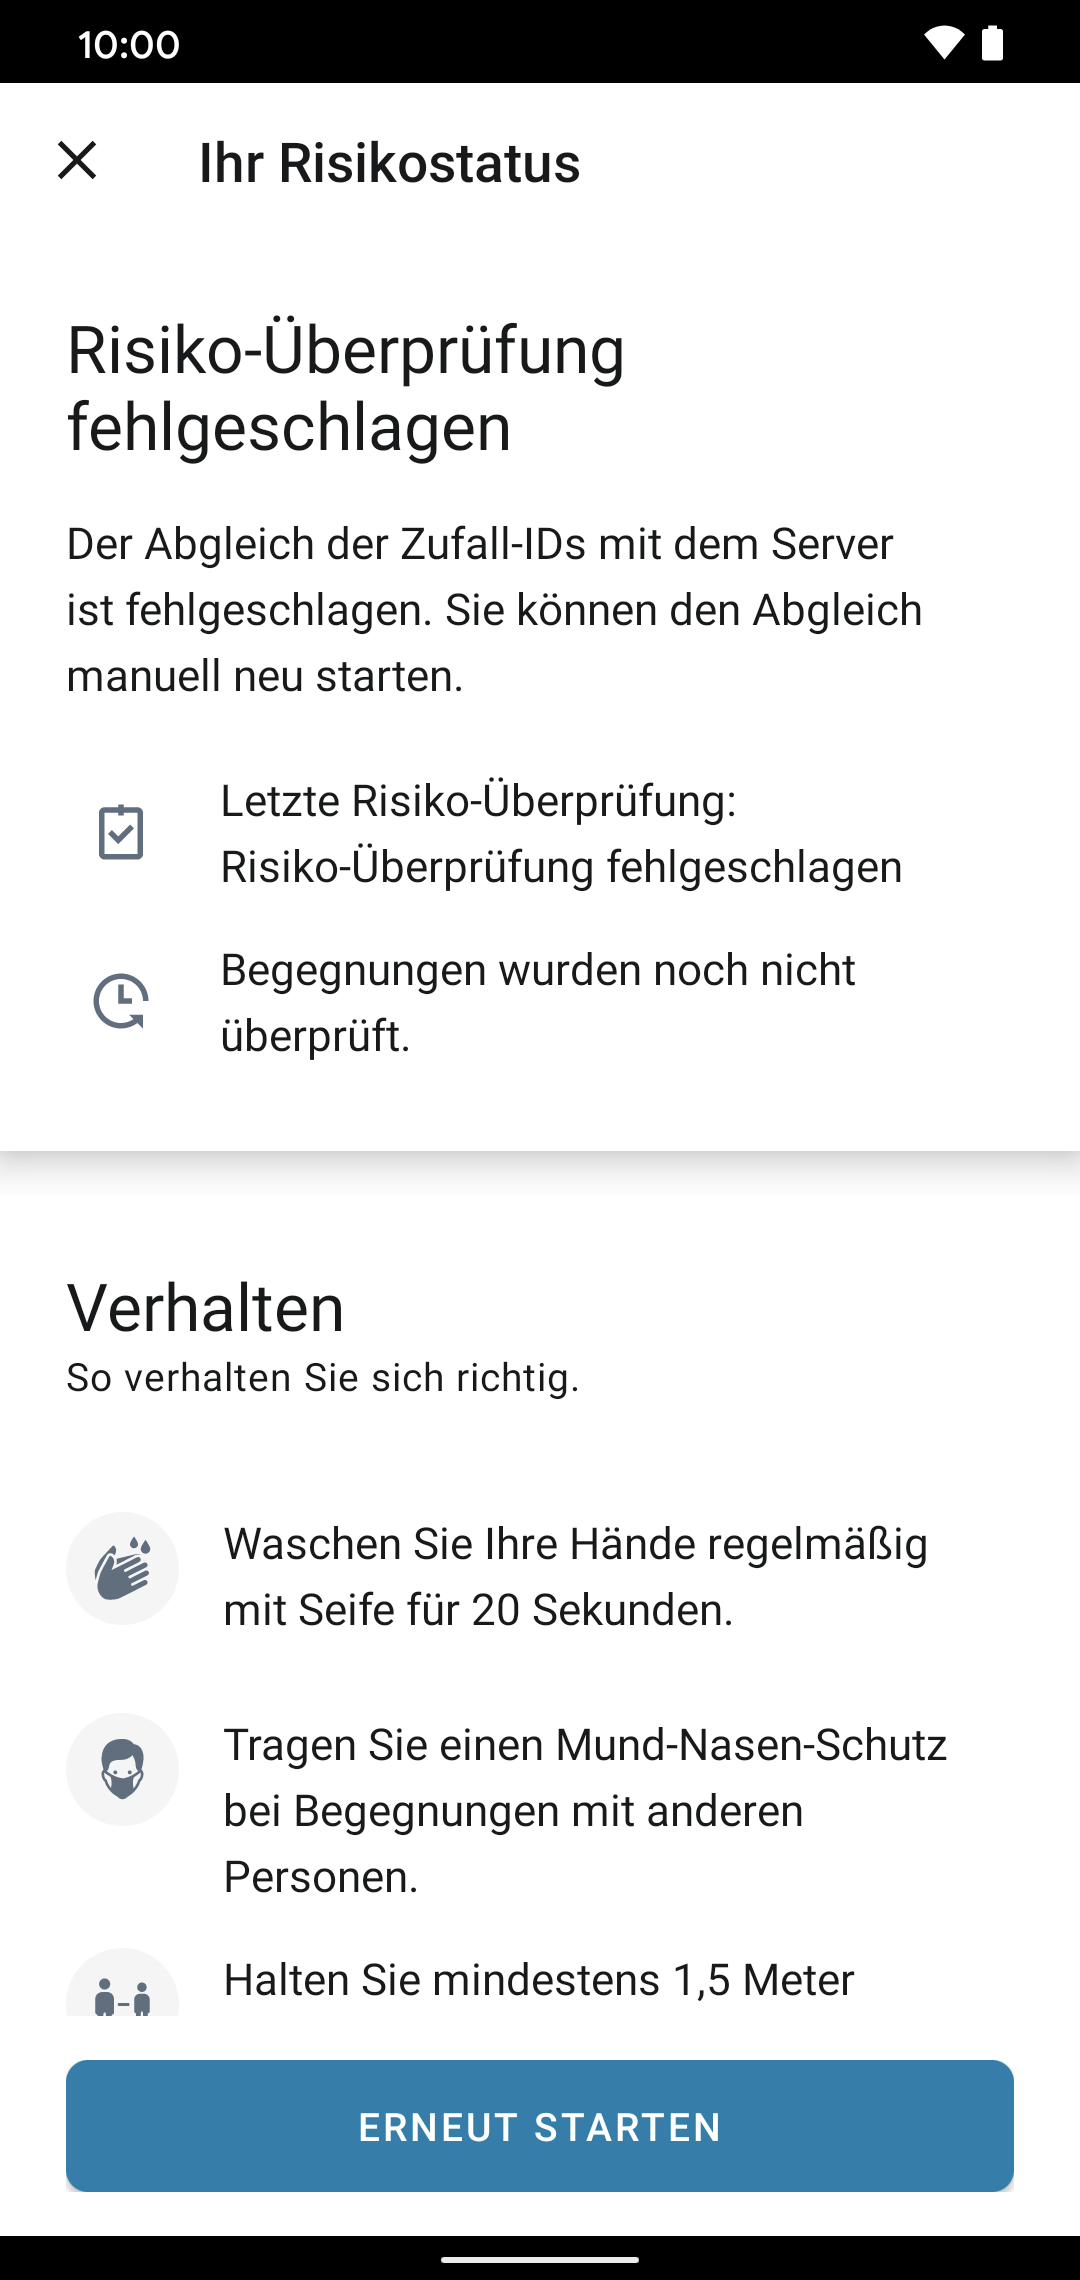 10:00
Ihr Risikostatus
Risiko-Überprüfung
fehlgeschlagen
Der Abgleich der Zufall-IDs mit dem Server
ist fehlgeschlagen. Sie können den Abgleich
manuell neu starten.
Letzte Risiko-Überprüfung:
Risiko-Überprüfung fehlgeschlagen
Begegnungen wurden noch nicht
überprüft.
Verhalten
So verhalten Sie sich richtig.
Waschen Sie Ihre Hände regelmäßig
mit Seife für 20 Sekunden.
Tragen Sie einen Mund-Nasen-Schutz
bei Begegnungen mit anderen
Personen.
Halten Sie mindestens 1,5 Meter
ERNEUT STARTEN